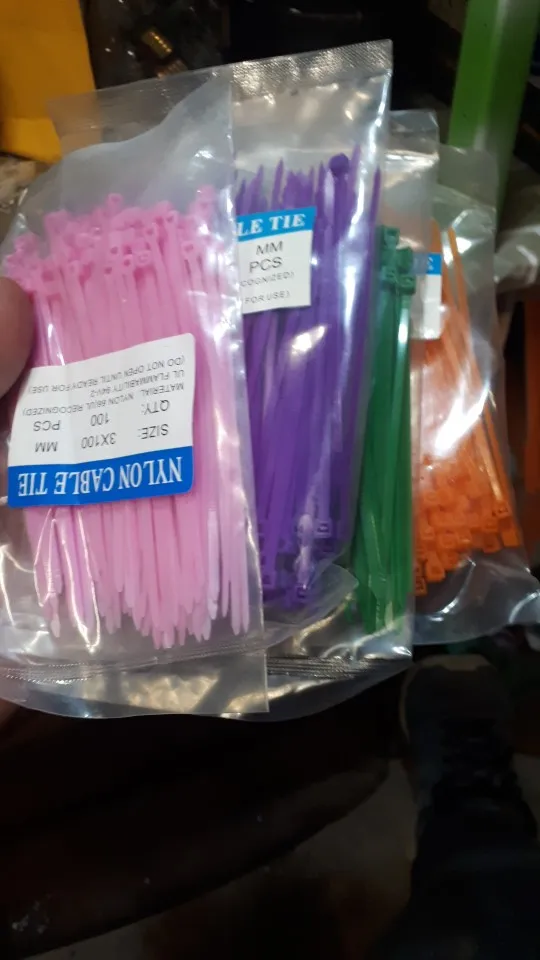 NYLON CABLE TIE
SIZE: 3X100 MM
QTY: 100 PCS
MATERIAL: NYLON 66(UL RECOGNIZED)
UL FLAMMABILITY 94V-2
(DO NOT OPEN UNTIL READY FOR USE)
LE TIE
MM
PCS
COGNIZED)
FOR USE)